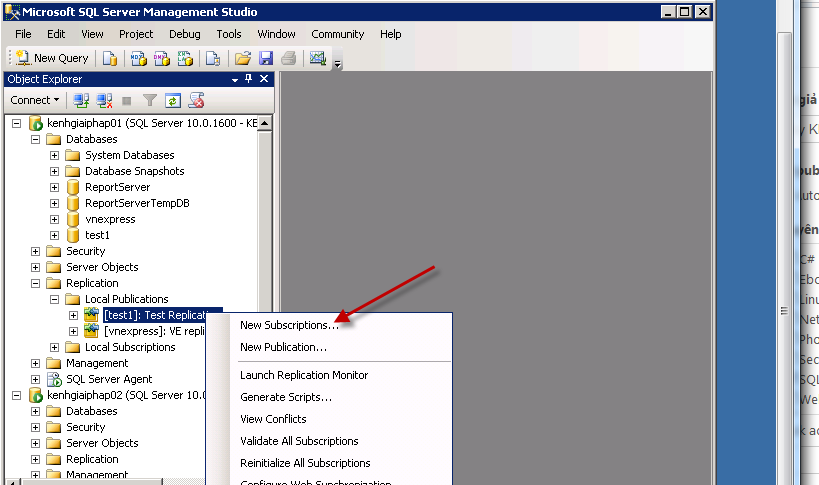 Microsoft SQL Server Management Studio
File Edit View Project Debug Tools Window Community Help
New Query
Object Explorer
Connect
kenhgiaiphap01 (SQL Server 10.0.1600 - KE
Databases
System Databases
Database Snapshots
ReportServer
ReportServerTempDB
vnexpress
test1
Security
Server Objects
Replication
Local Publications
[test1]: Test Replicati
[vnexpress]: VE repli
Local Subscriptions
Management
SQL Server Agent
kenhgiaiphap02 (SQL Server 10.0
Databases
Security
Server Objects
Replication
Management
New Subscriptions...
New Publication...
Launch Replication Monitor
Generate Scripts...
View Conflicts
Validate All Subscriptions
Reinitialize All Subscriptions
Configure Web Synchronization
giả
y K
pub
uto
yên
C#
Ebo
Linu
Net
Pho
Sec
SQL
We
k a